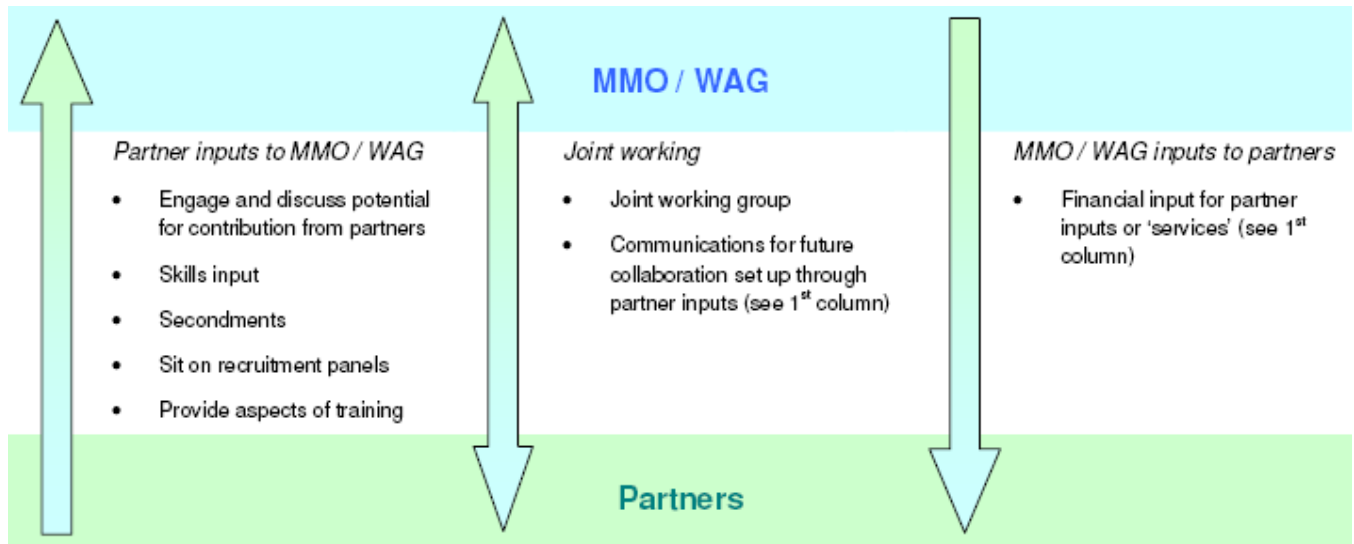 MMO / WAG
Partner inputs to MMO / WAG
• Engage and discuss potential
for contribution from partners
• Skills input
• Secondments
• Sit on recruitment panels
• Provide aspects of training
Joint working
• Joint working group
• Communications for future
collaboration set up through
partner inputs (see 1st column)
MMO / WAG inputs to partners
• Financial input for partner
inputs or ‘services’ (see 1st
column)
Partners